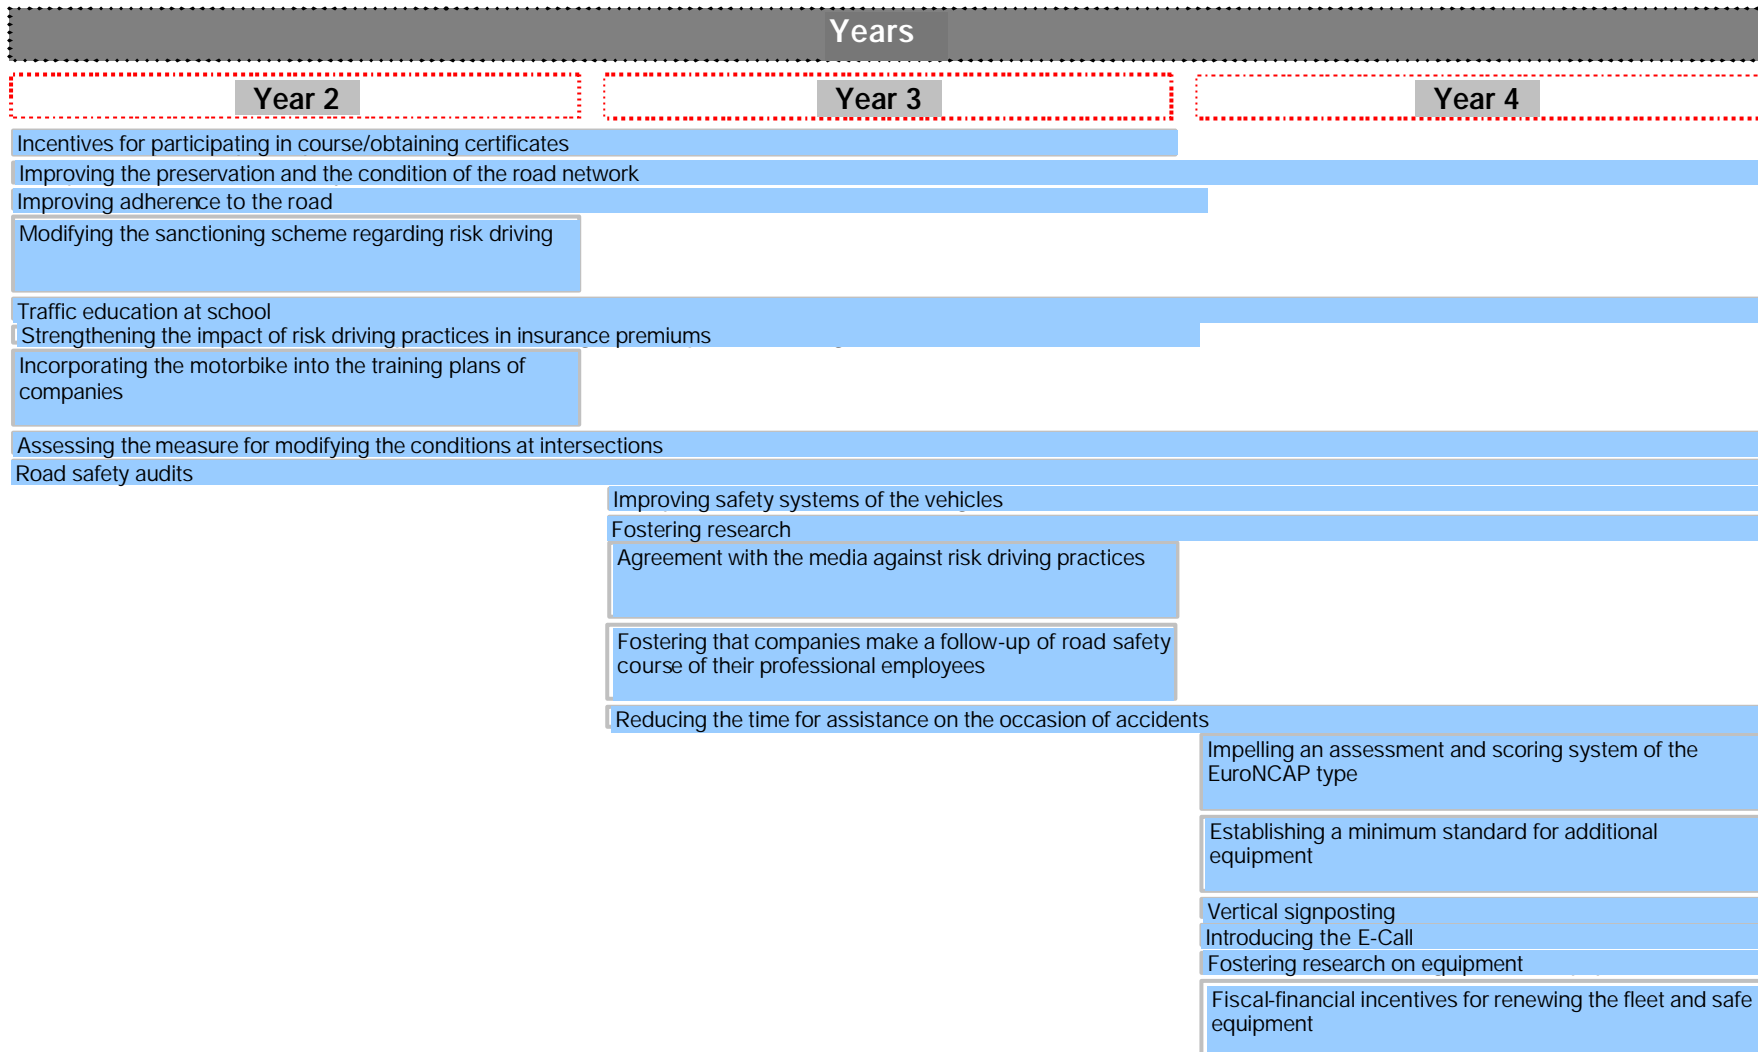 Years
Year 2
Year 3
Year 4
Incentives for participating in course/obtaining certificates
Improving the preservation and the condition of the road network
Improving adherence to the road
Modifying the sanctioning scheme regarding risk driving
Traffic education at school
Strengthening the impact of risk driving practices in insurance premiums
Incorporating the motorbike into the training plans of
companies
Assessing the measure for modifying the conditions at intersections
Road safety audits
Improving safety systems of the vehicles
Fostering research
Agreement with the media against risk driving practices
Fostering that companies make a follow-up of road safety
course of their professional employees
Reducing the time for assistance on the occasion of accidents
Impelling an assessment and scoring system of the
EuroNCAP type
Establishing a minimum standard for additional
equipment
Vertical signposting
Introducing the E-Call
Fostering research on equipment
Fiscal-financial incentives for renewing the fleet and safe
equipment